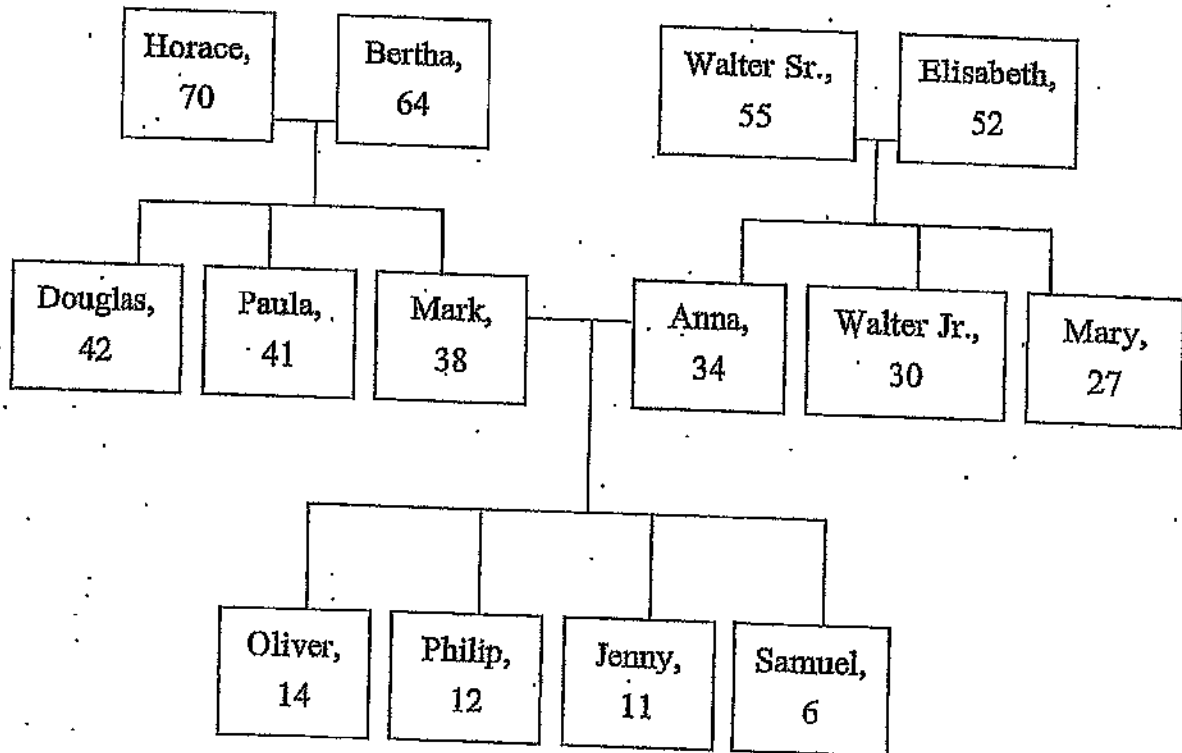 Horace,
70
Bertha,
64
Walter Sr.,
55
Elisabeth,
52
Douglas,
42
Paula,
41
Mark,
38
Anna,
34
Walter Jr.,
30
Mary,
27
Oliver,
14
Philip,
12
Jenny,
11
Samuel,
6